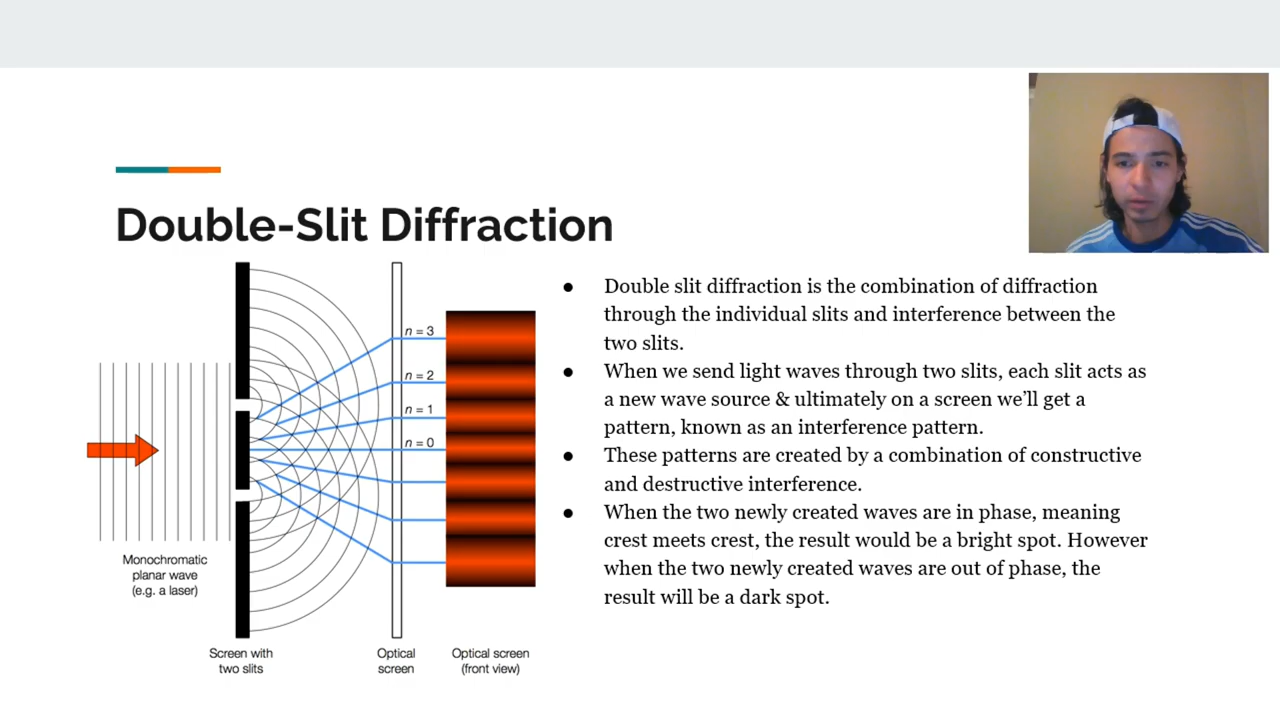 Double-Slit Diffraction
n = 3
n = 2
n = 1
n = 0
Monochromatic
planar wave
(e.g. a laser)
Screen with
two slits
Optical
screen
Optical screen
(front view)
● Double slit diffraction is the combination of diffraction
through the individual slits and interference between the
two slits.
● When we send light waves through two slits, each slit acts as
a new wave source & ultimately on a screen we'll get a
pattern, known as an interference pattern.
● These patterns are created by a combination of constructive
and destructive interference.
● When the two newly created waves are in phase, meaning
crest meets crest, the result would be a bright spot. However
when the two newly created waves are out of phase, the
result will be a dark spot.